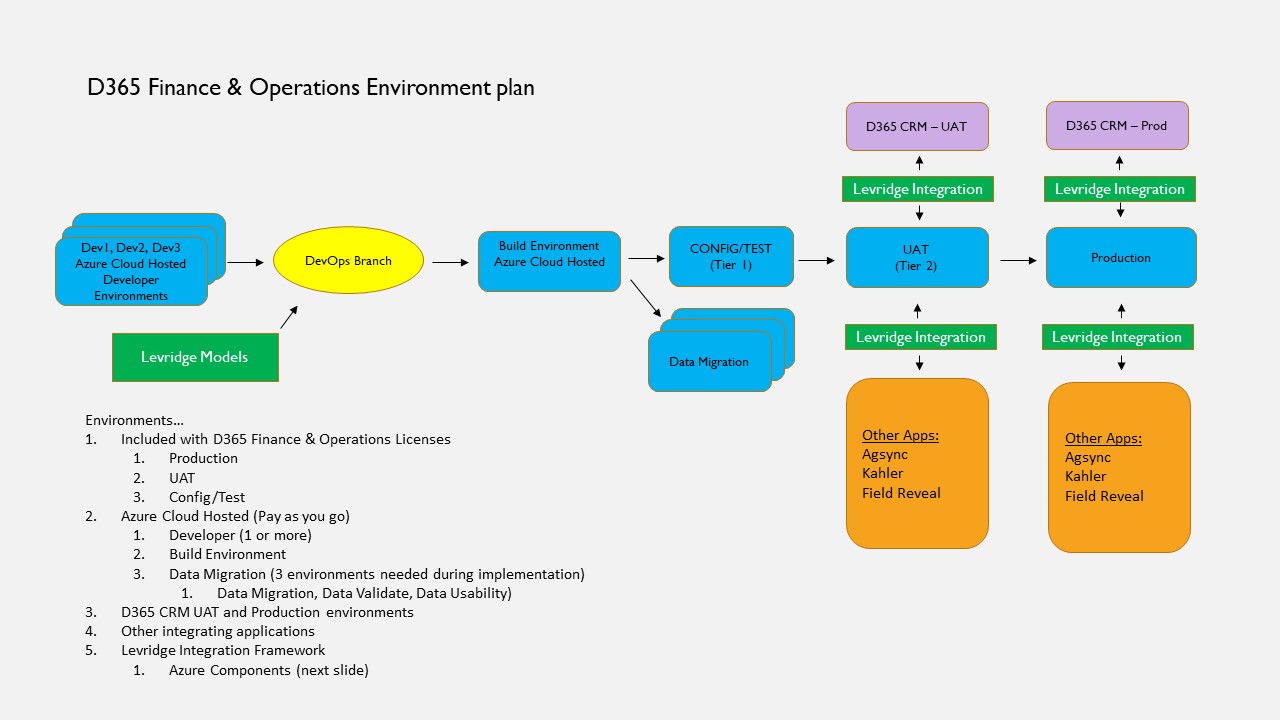 D365 Finance & Operations Environment plan
D365 CRM – UAT
D365 CRM – Prod
Levridge Integration
Levridge Integration
Dev1, Dev2, Dev3
Azure Cloud Hosted
Developer
Environments
DevOps Branch
Build Environment
Azure Cloud Hosted
CONFIG/TEST
(Tier 1)
UAT
(Tier 2)
Production
Levridge Models
Data Migration
Levridge Integration
Levridge Integration
Other Apps:
Agsync
Kahler
Field Reveal
Other Apps:
Agsync
Kahler
Field Reveal
Environments…
1. Included with D365 Finance & Operations Licenses
1. Production
2. UAT
3. Config/Test
2. Azure Cloud Hosted (Pay as you go)
1. Developer (1 or more)
2. Build Environment
3. Data Migration (3 environments needed during implementation)
1. Data Migration, Data Validate, Data Usability)
3. D365 CRM UAT and Production environments
4. Other integrating applications
5. Levridge Integration Framework
1. Azure Components (next slide)